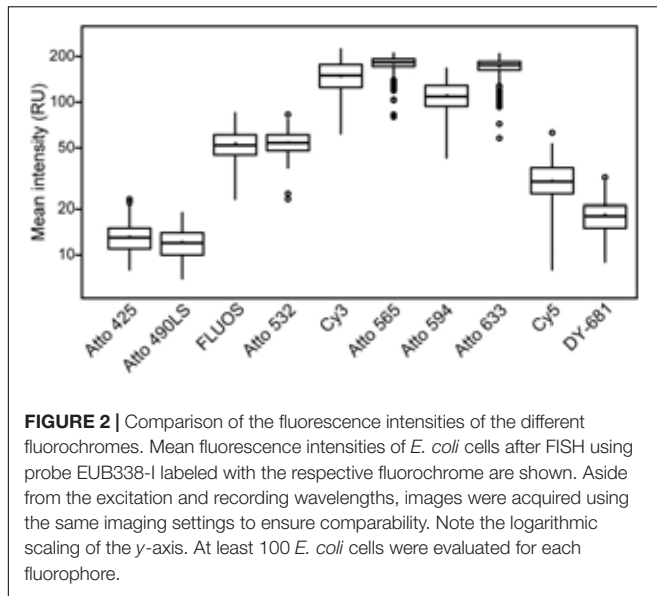 Mean intensity (RU)
200
100
50
20
10
Atto 425
Atto 490LS
FLUOS
Atto 532
Cy3
Atto 565
Atto 594
Atto 633
Cy5
DY-681
FIGURE 2 | Comparison of the fluorescence intensities of the different
fluorochromes. Mean fluorescence intensities of E. coli cells after FISH using
probe EUB338-I labeled with the respective fluorochrome are shown. Aside
from the excitation and recording wavelengths, images were acquired using
the same imaging settings to ensure comparability. Note the logarithmic
scaling of the y-axis. At least 100 E. coli cells were evaluated for each
fluorophore.